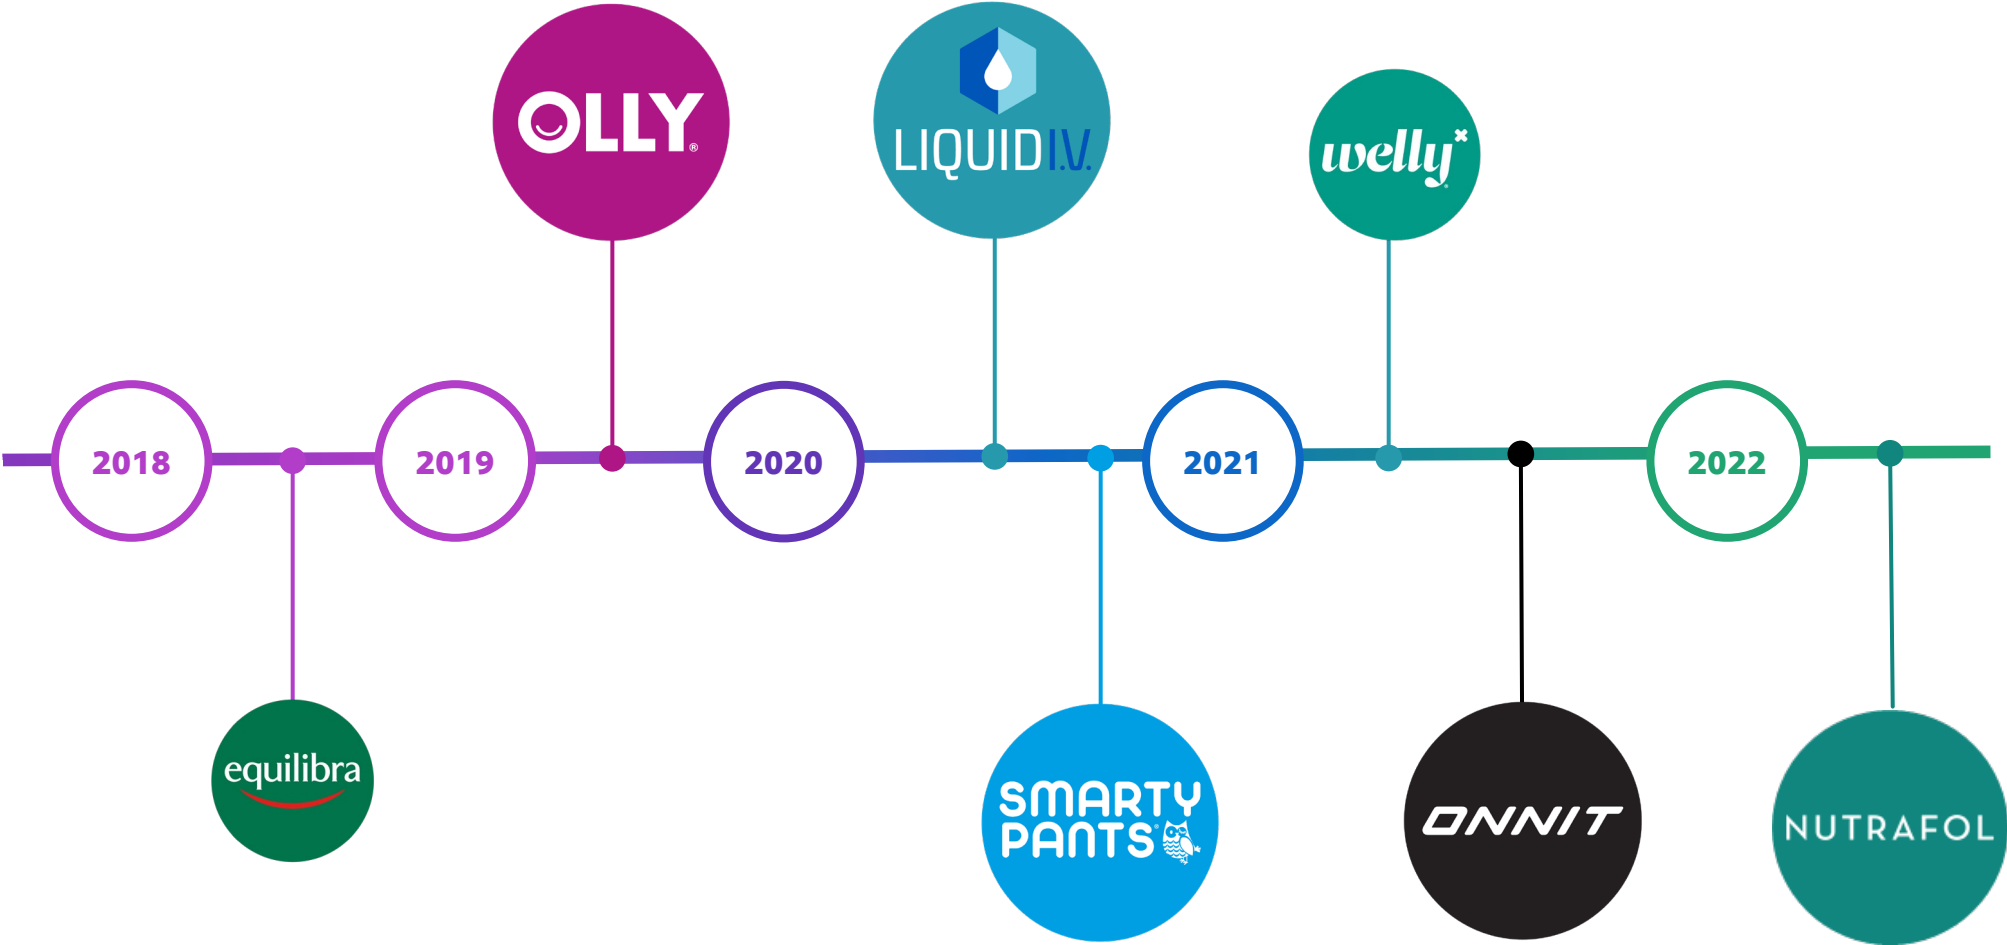 OLLY®
LIQUID I.V.
welly
2018
2019
2020
2021
2022
equilibra
SMARTY
PANTS
ONNIT
NUTRAFOL